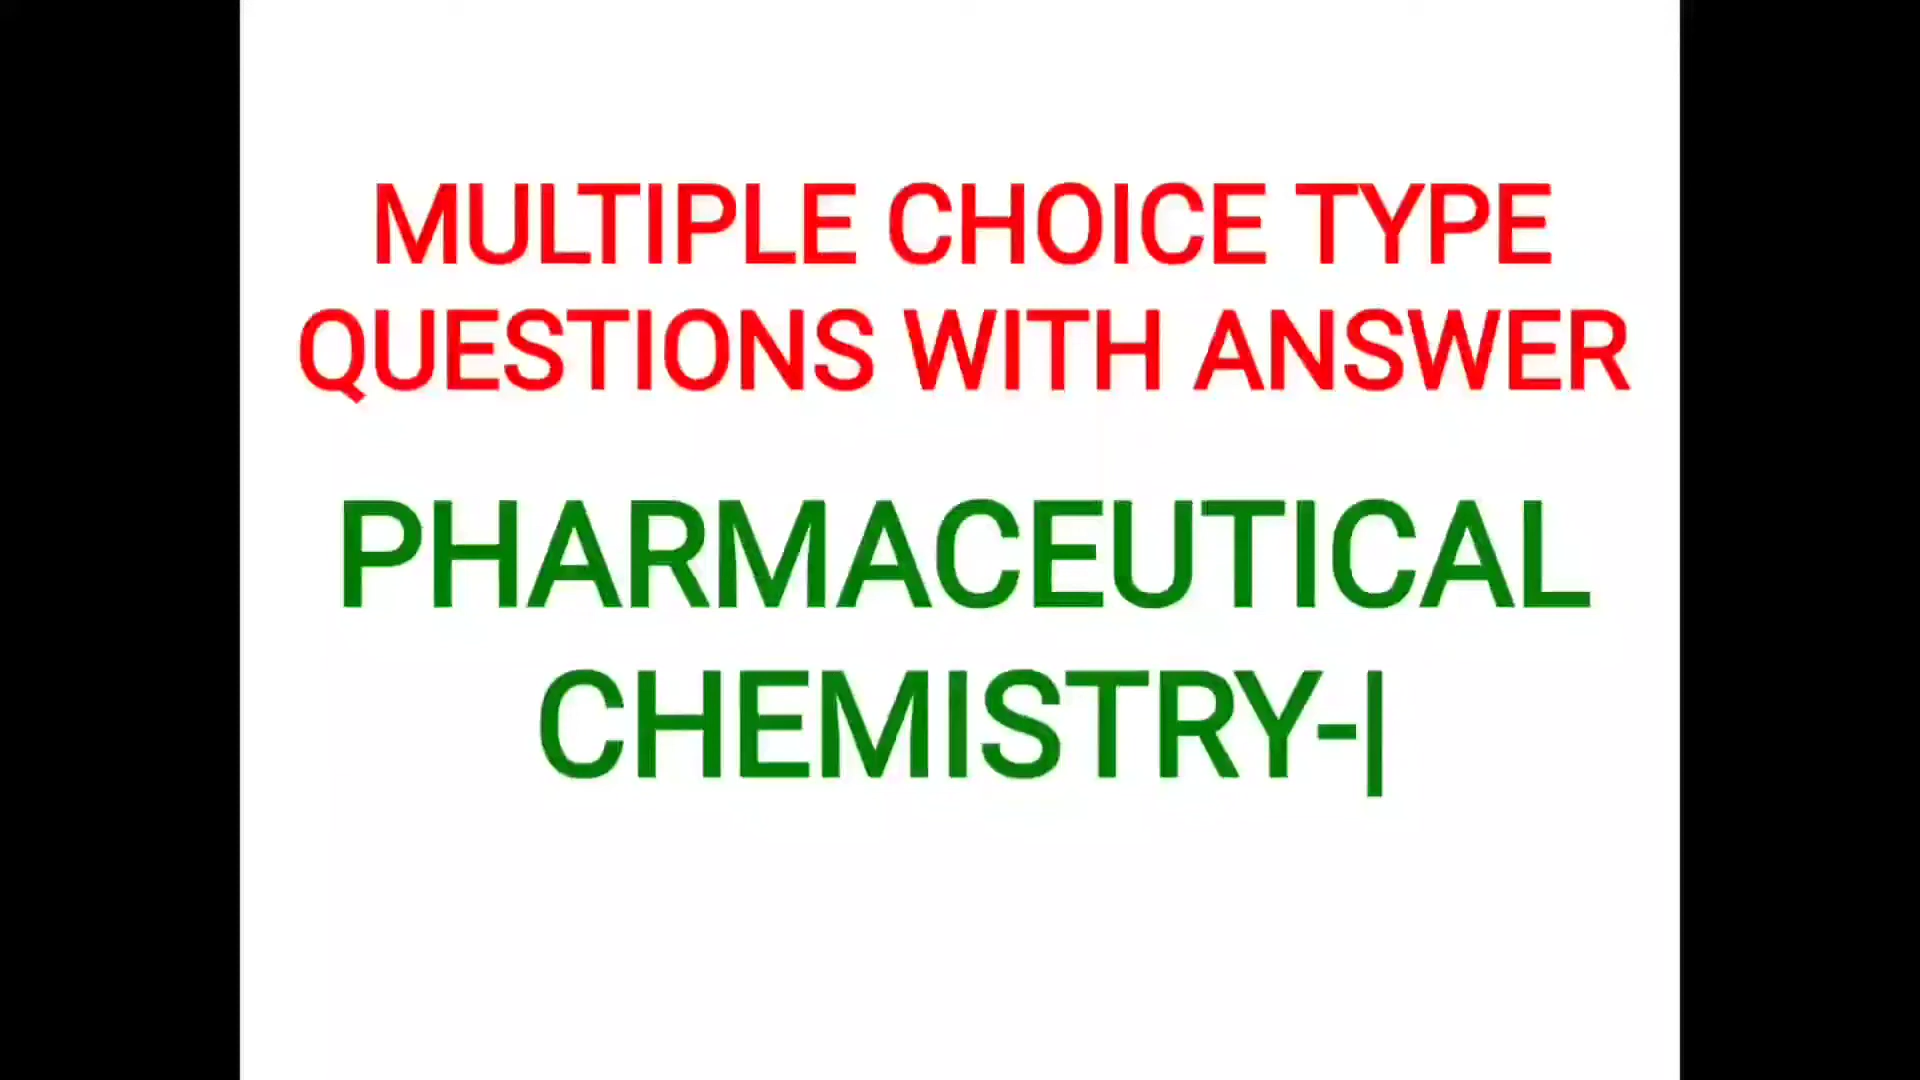 MULTIPLE CHOICE TYPE
QUESTIONS WITH ANSWER
PHARMACEUTICAL
CHEMISTRY-|